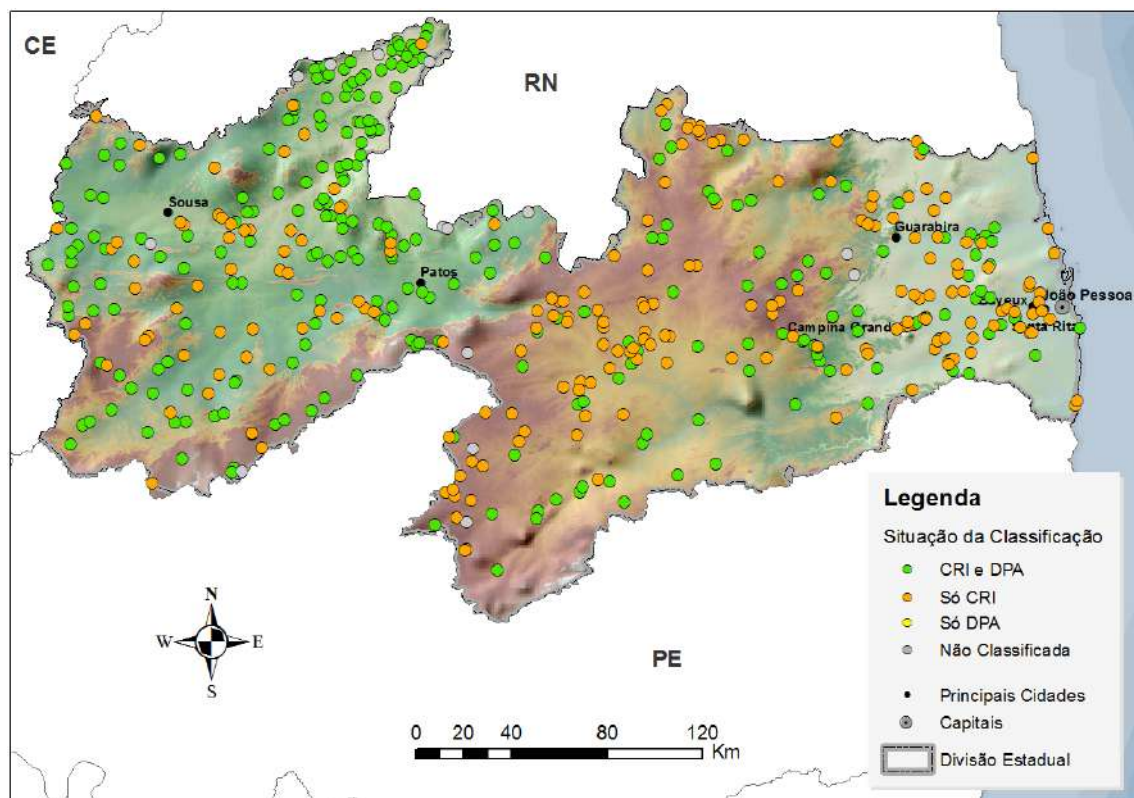 CE
RN
Sousa
Guarabira
Patos
João Pessoa
Campina Grand
PE
N
W
E
S
0 10 20 40 80 120
Km
Legenda
Situação da Classificação
CRI e DPA
Só CRI
Só DPA
Não Classificada
Principais Cidades
Capitais
Divisão Estadual